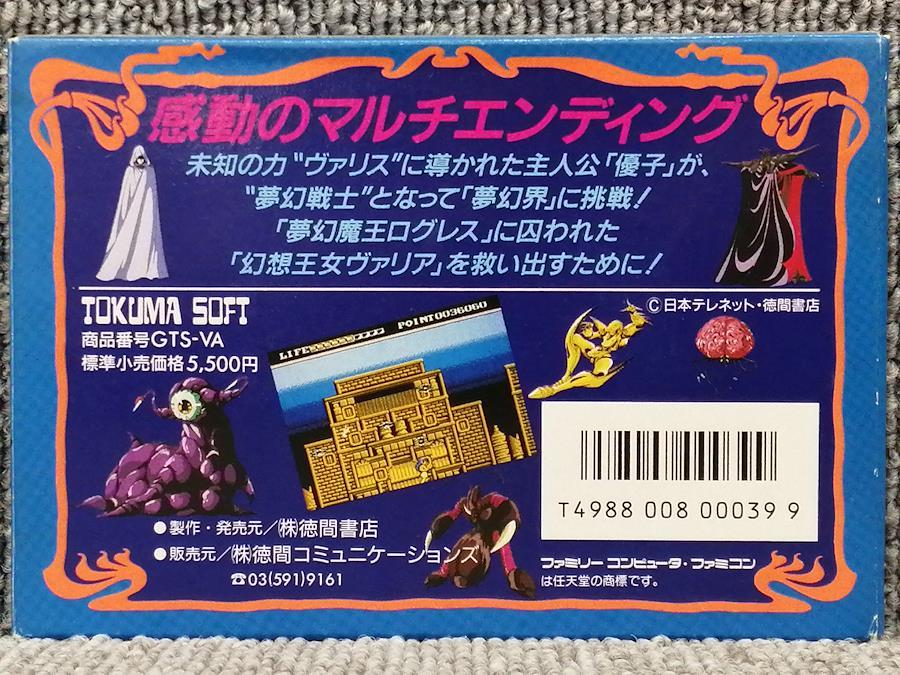 感動のマルチエンディング
未知の力“ヴァリス”に導かれた主人公「優子」が、
“夢幻戦士”となって「夢幻界」に挑戦!
「夢幻魔王ログレス」に囚われた
「幻想王女ヴァリア」を救い出すために!
TOKUMA SOFT
商品番号GTS-VA
標準小売価格5,500円
©日本テレネット・徳間書店
LIFE
POINT0036060
T4988 008 00039 9
●製作・発売元/㈱徳間書店
●販売元/㈱徳間コミュニケーションズ
☎03(591)9161
ファミリーコンピュータ・ファミコン
は任天堂の商標です。